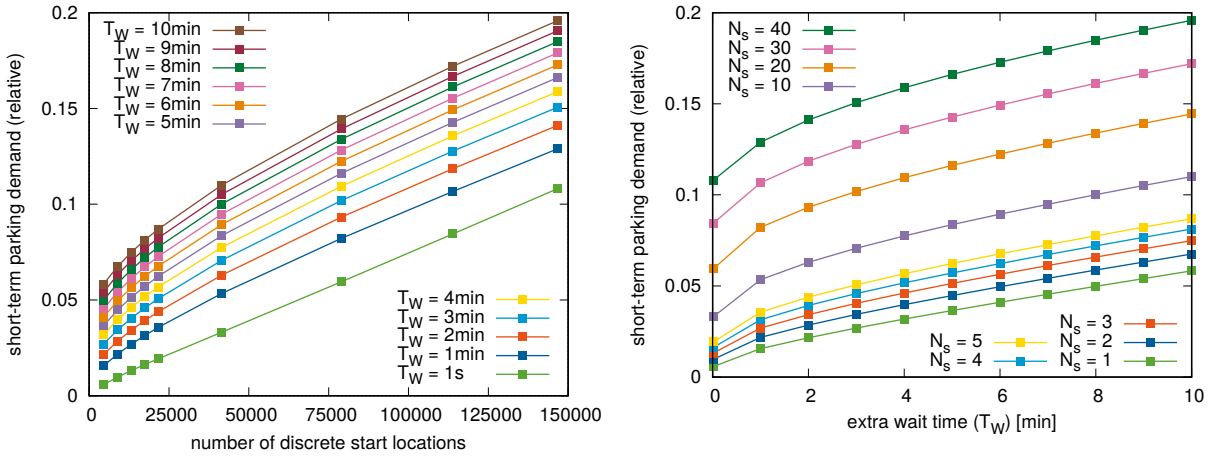 0.2
0.15
0.1
0.05
0
short-term parking demand (relative)
T_W = 10min
T_W = 9min
T_W = 8min
T_W = 7min
T_W = 6min
T_W = 5min
T_W = 4min
T_W = 3min
T_W = 2min
T_W = 1min
T_W = 1s
0 25000 50000 75000 100000 125000 150000
number of discrete start locations
0.2
0.15
0.1
0.05
0
short-term parking demand (relative)
N_s = 40
N_s = 30
N_s = 20
N_s = 10
N_s = 5
N_s = 4
N_s = 3
N_s = 2
N_s = 1
0 2 4 6 8 10
extra wait time (T_W) [min]